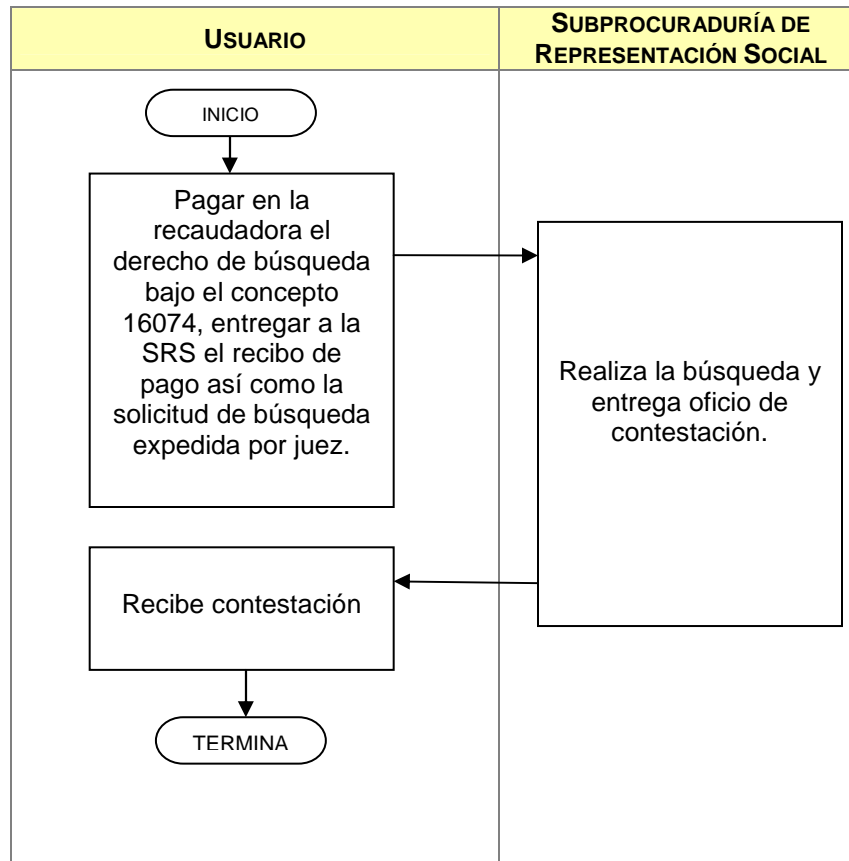 USUARIO
SUBPROCURADURÍA DE
REPRESENTACIÓN SOCIAL
INICIO
Pagar en la
recaudadora el
derecho de búsqueda
bajo el concepto
16074, entregar a la
SRS el recibo de
pago así como la
solicitud de búsqueda
expedida por juez.
Realiza la búsqueda y
entrega oficio de
contestación.
Recibe contestación
TERMINA